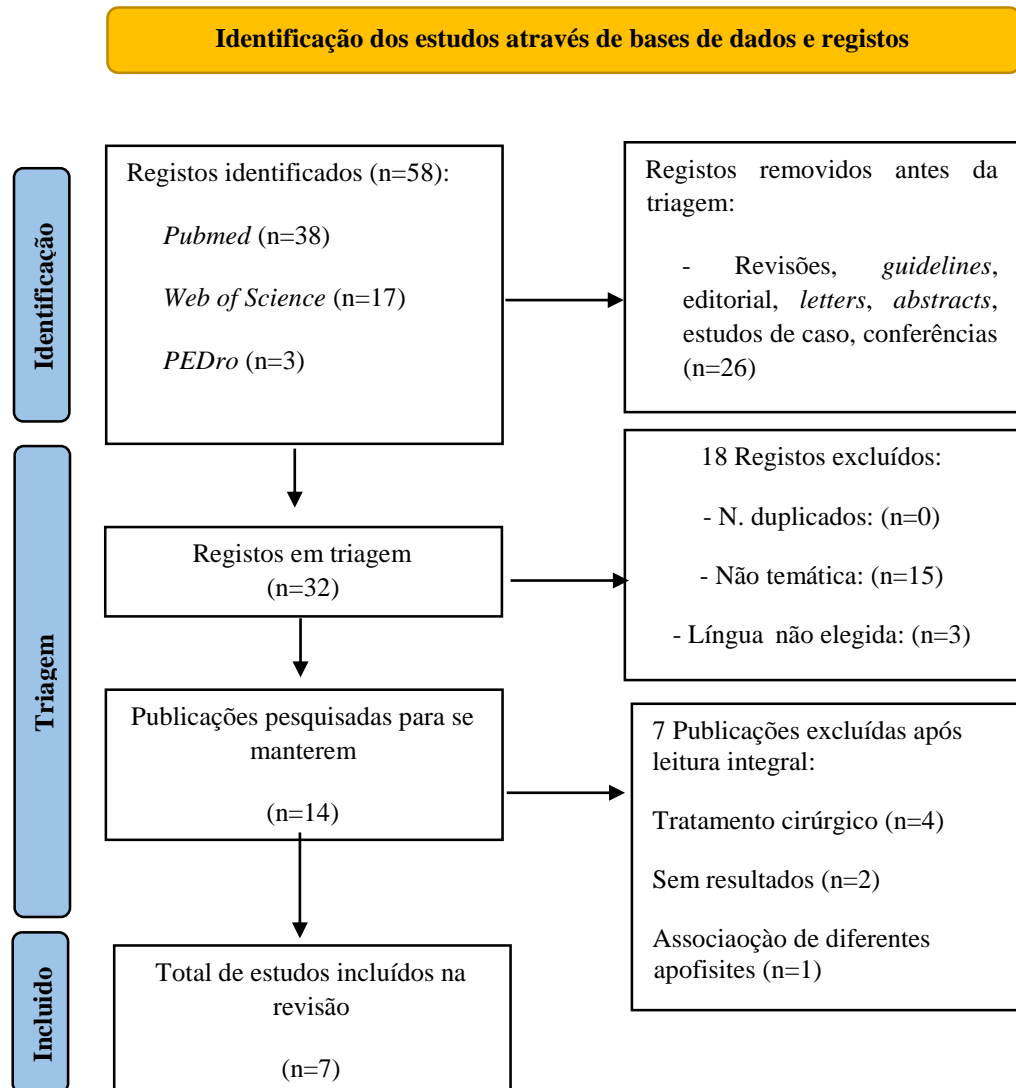 Identificação dos estudos através de bases de dados e registos
Identificação
Registos identificados (n=58):
Pubmed (n=38)
Web of Science (n=17)
PEDro (n=3)
Registos removidos antes da
triagem:
- Revisões, guidelines,
editorial, letters, abstracts,
estudos de caso, conferências
(n=26)
Triagem
Registos em triagem
(n=32)
18 Registos excluídos:
- N. duplicados: (n=0)
- Não temática: (n=15)
- Língua não elegida: (n=3)
Publicações pesquisadas para se
manterem
(n=14)
7 Publicações excluídas após
leitura integral:
Tratamento cirúrgico (n=4)
Sem resultados (n=2)
Associaoçào de diferentes
apofisites (n=1)
Incluido
Total de estudos incluídos na
revisão
(n=7)